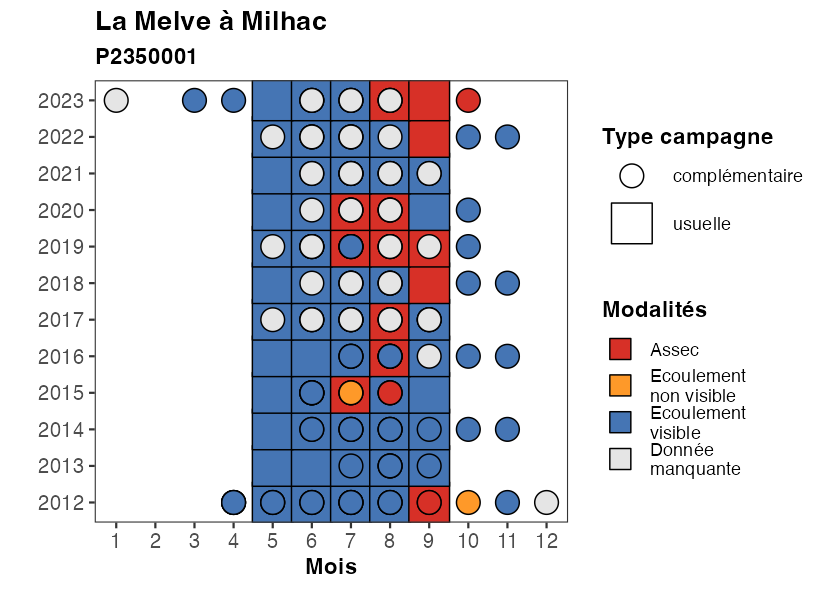 La Melve à Milhac
P2350001
2023
2022
2021
2020
2019
2018
2017
2016
2015
2014
2013
2012
1 2 3 4 5 6 7 8 9 10 11 12
Mois
Type campagne
complémentaire
usuelle
Modalités
Assec
Ecoulement
non visible
Ecoulement
visible
Donnée
manquante